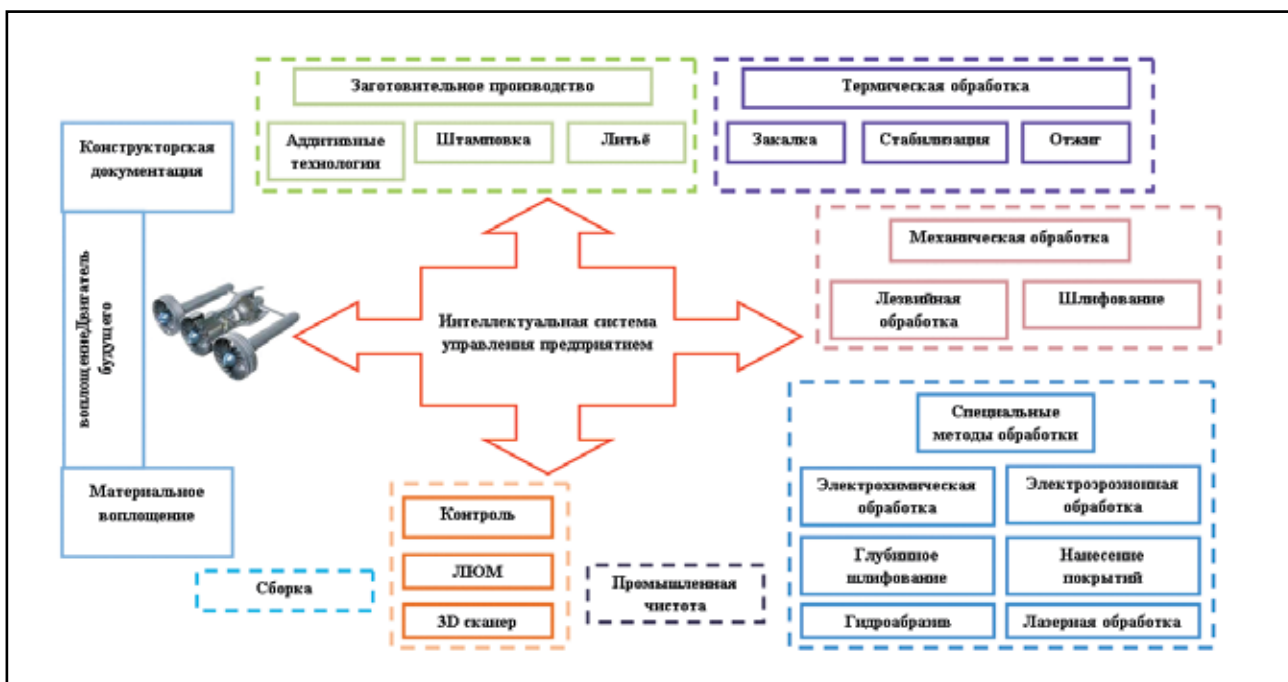 Заготовительное производство
Аддитивные
технологии
Штамповка
Литьё
Термическая обработка
Закалка
Стабилизация
Отжиг
Конструкторская
документация
воплощениеДвигатель
будущего
Материальное
воплощение
Интеллектуальная система
управления предприятием
Механическая обработка
Лезвийная
обработка
Шлифование
Специальные
методы обработки
Электрохимическая
обработка
Электроэрозионная
обработка
Глубинное
шлифование
Нанесение
покрытий
Гидроабразив
Лазерная обработка
Контроль
ЛЮМ
3D сканер
Сборка
Промышленная
чистота